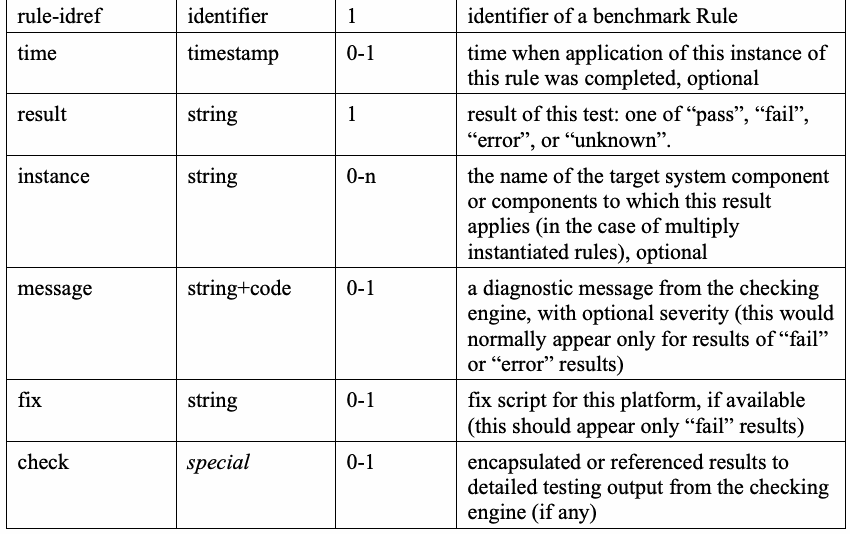 rule-idref identifier 1 identifier of a benchmark Rule
time timestamp 0-1 time when application of this instance of
this rule was completed, optional
result string 1 result of this test: one of “pass”, “fail”,
“error”, or “unknown”.
instance string 0-n the name of the target system component
or components to which this result
applies (in the case of multiply
instantiated rules), optional
message string+code 0-1 a diagnostic message from the checking
engine, with optional severity (this would
normally appear only for results of “fail”
or “error” results)
fix string 0-1 fix script for this platform, if available
(this should appear only “fail” results)
check special 0-1 encapsulated or referenced results to
detailed testing output from the checking
engine (if any)